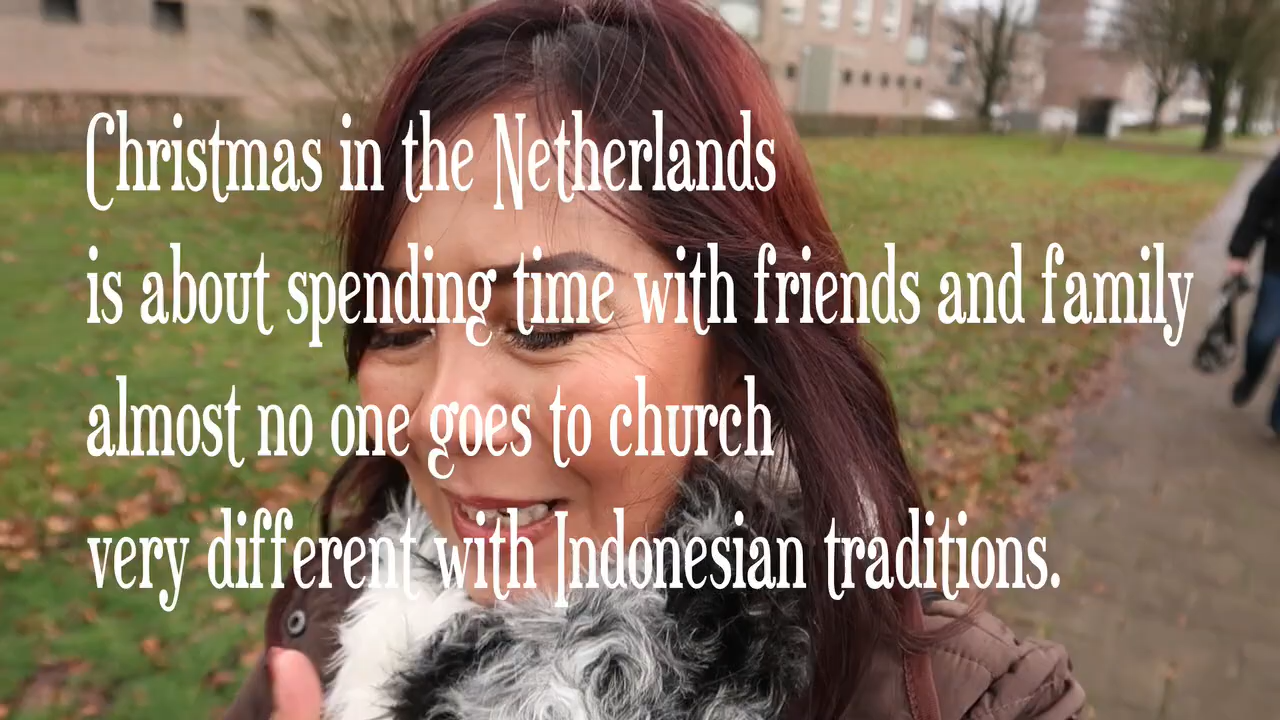 Christmas in the Netherlands
is about spending time with friends and family
almost no one goes to church
very different with Indonesian traditions.